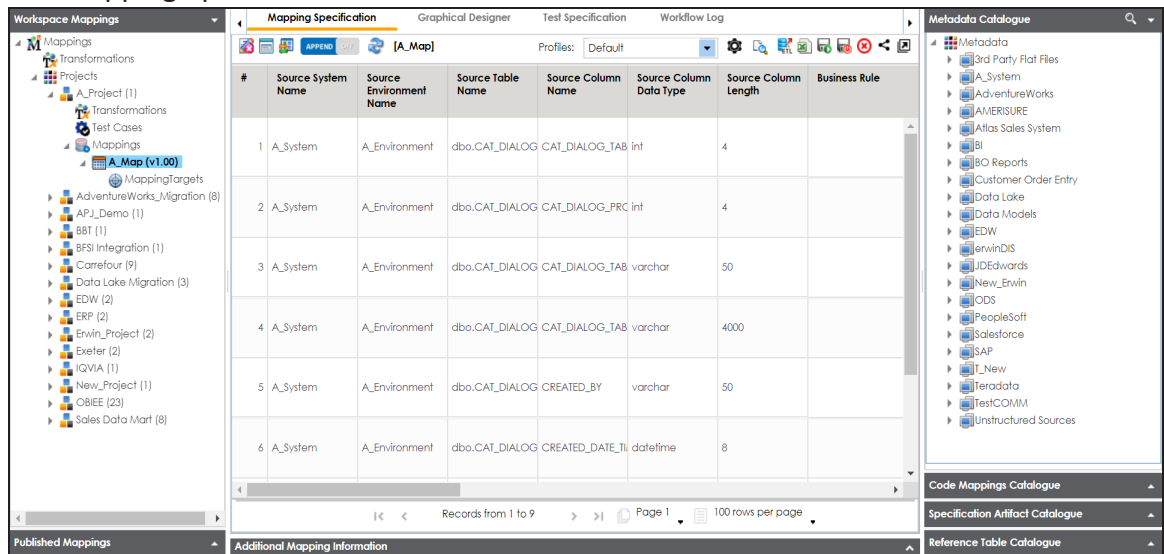 Workspace Mappings
Mappings
Transformations
Projects
A_Project (1)
Transformations
Test Cases
Mappings
A_Map (v1.00)
MappingTargets
AdventureWorks_Migration (8)
APJ_Demo (1)
BBT (1)
BFSI Integration (1)
Carrefour (9)
Data Lake Migration (3)
EDW (2)
ERP (2)
Erwin_Project (2)
Exeter (2)
IQVIA (1)
New_Project (1)
OBIEE (23)
Sales Data Mart (8)
Published Mappings
Mapping Specification Graphical Designer Test Specification Workflow Log
APPEND [A_Map] Profiles: Default
# Source System Name Source Environment Name Source Table Name Source Column Name Source Column Data Type Source Column Length Business Rule
1 A_System A_Environment dbo.CAT_DIALOG CAT_DIALOG_TAB int 4
2 A_System A_Environment dbo.CAT_DIALOG CAT_DIALOG_PRO int 4
3 A_System A_Environment dbo.CAT_DIALOG CAT_DIALOG_TAB varchar 50
4 A_System A_Environment dbo.CAT_DIALOG CAT_DIALOG_TAB varchar 4000
5 A_System A_Environment dbo.CAT_DIALOG CREATED_BY varchar 50
6 A_System A_Environment dbo.CAT_DIALOG CREATED_DATE_TI datetime 8
Records from 1 to 9 Page 1 100 rows per page
Additional Mapping Information
Metadata Catalogue
Metadata
3rd Party Flat Files
A_System
AdventureWorks
AMERISURE
Atlas Sales System
BI
BO Reports
Customer Order Entry
Data Lake
Data Models
EDW
erwinDIS
JDEdwards
New_Erwin
ODS
PeopleSoft
Salesforce
SAP
T_New
Teradata
TestCOMM
Unstructured Sources
Code Mappings Catalogue
Specification Artifact Catalogue
Reference Table Catalogue